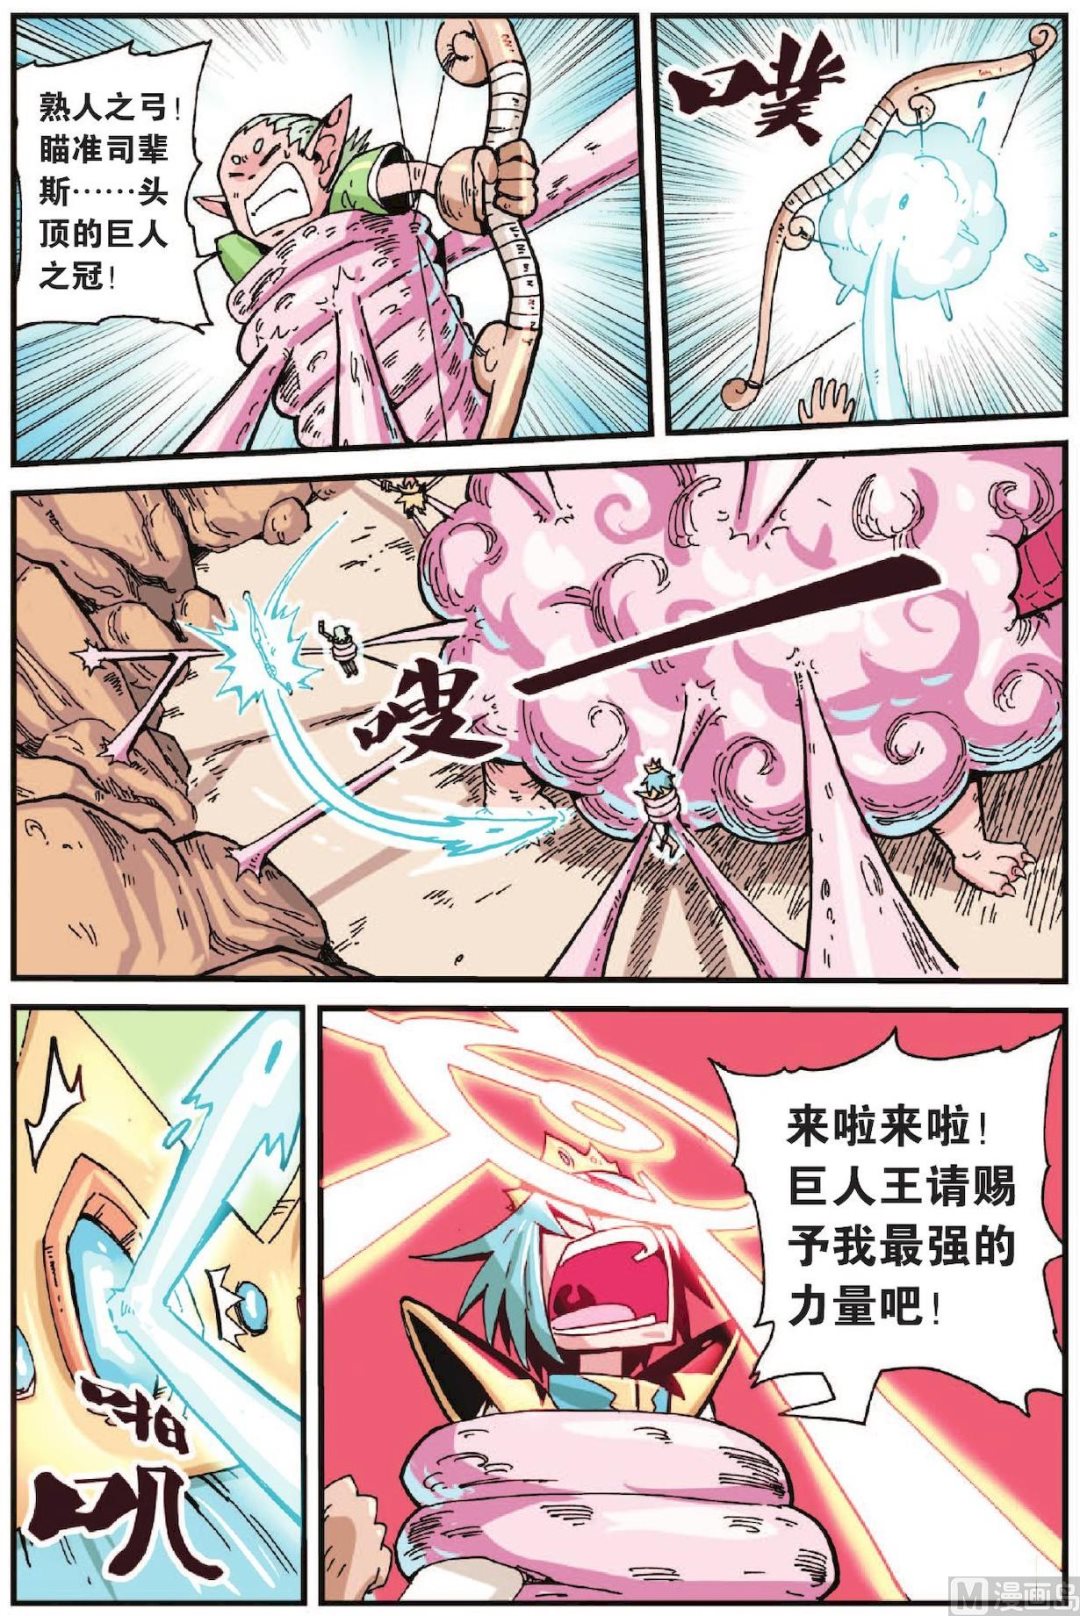 熟人之弓！
瞄准司辈
斯……头
顶的巨人
之冠！
噗
嗖
啪
叭
来啦来啦！
巨人王请赐
予我最强的
力量吧！
M漫画岛